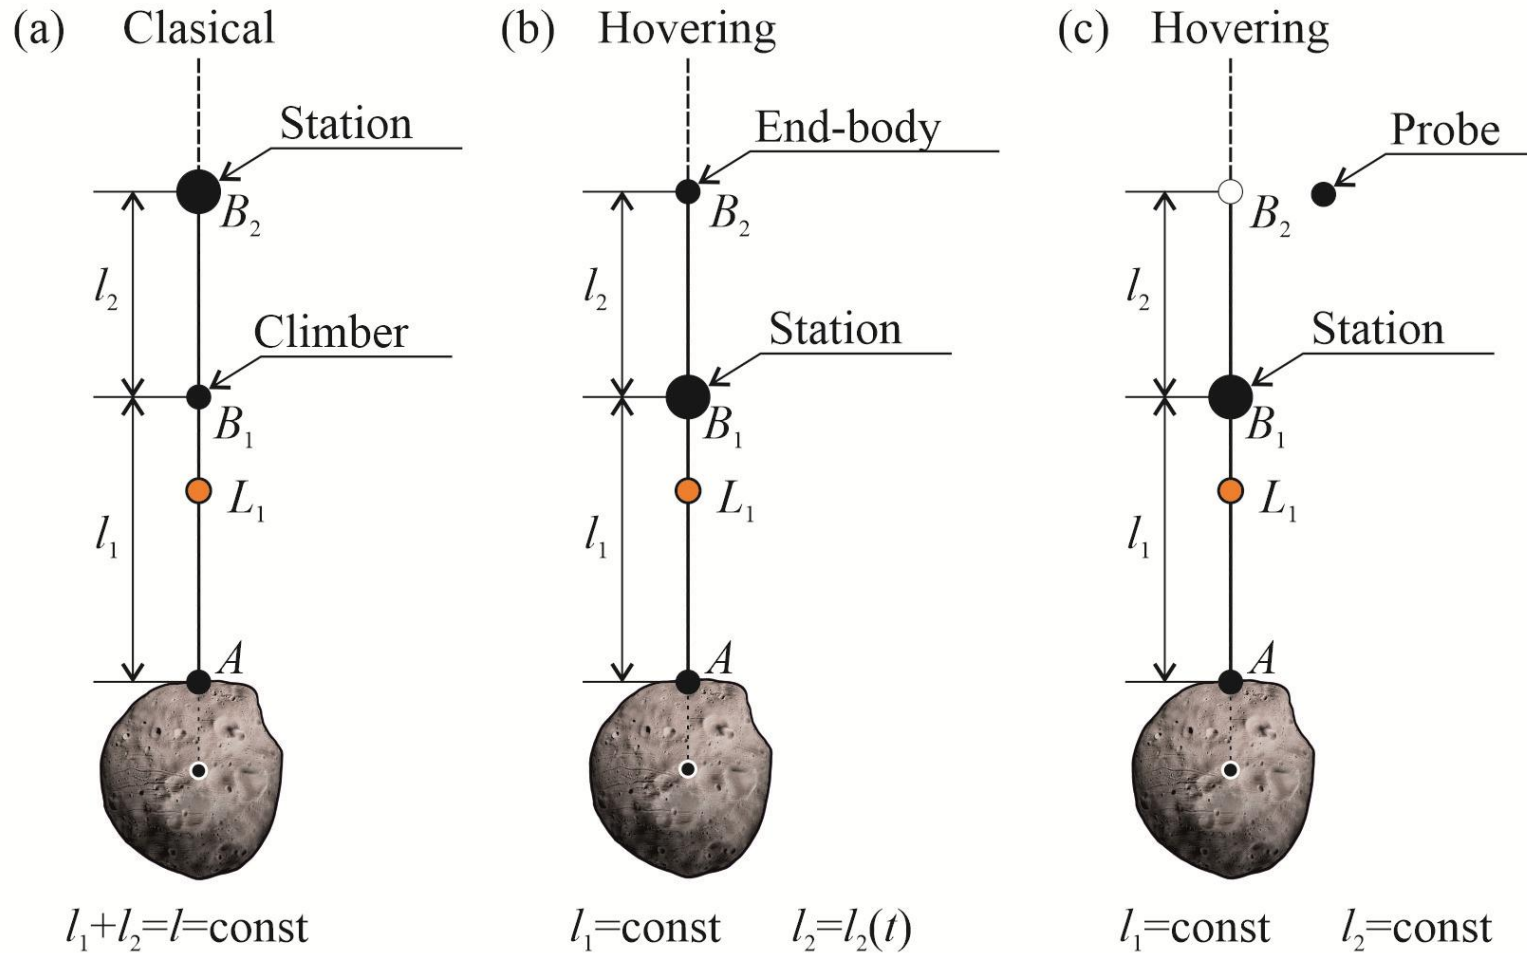 (a) Clasical
Station
B₂
l₂
Climber
B₁
L₁
l₁
A
l₁+l₂=l=const
(b) Hovering
End-body
B₂
l₂
Station
B₁
L₁
l₁
A
l₁=const l₂=l₂(t)
(c) Hovering
Probe
B₂
l₂
Station
B₁
L₁
l₁
A
l₁=const l₂=const